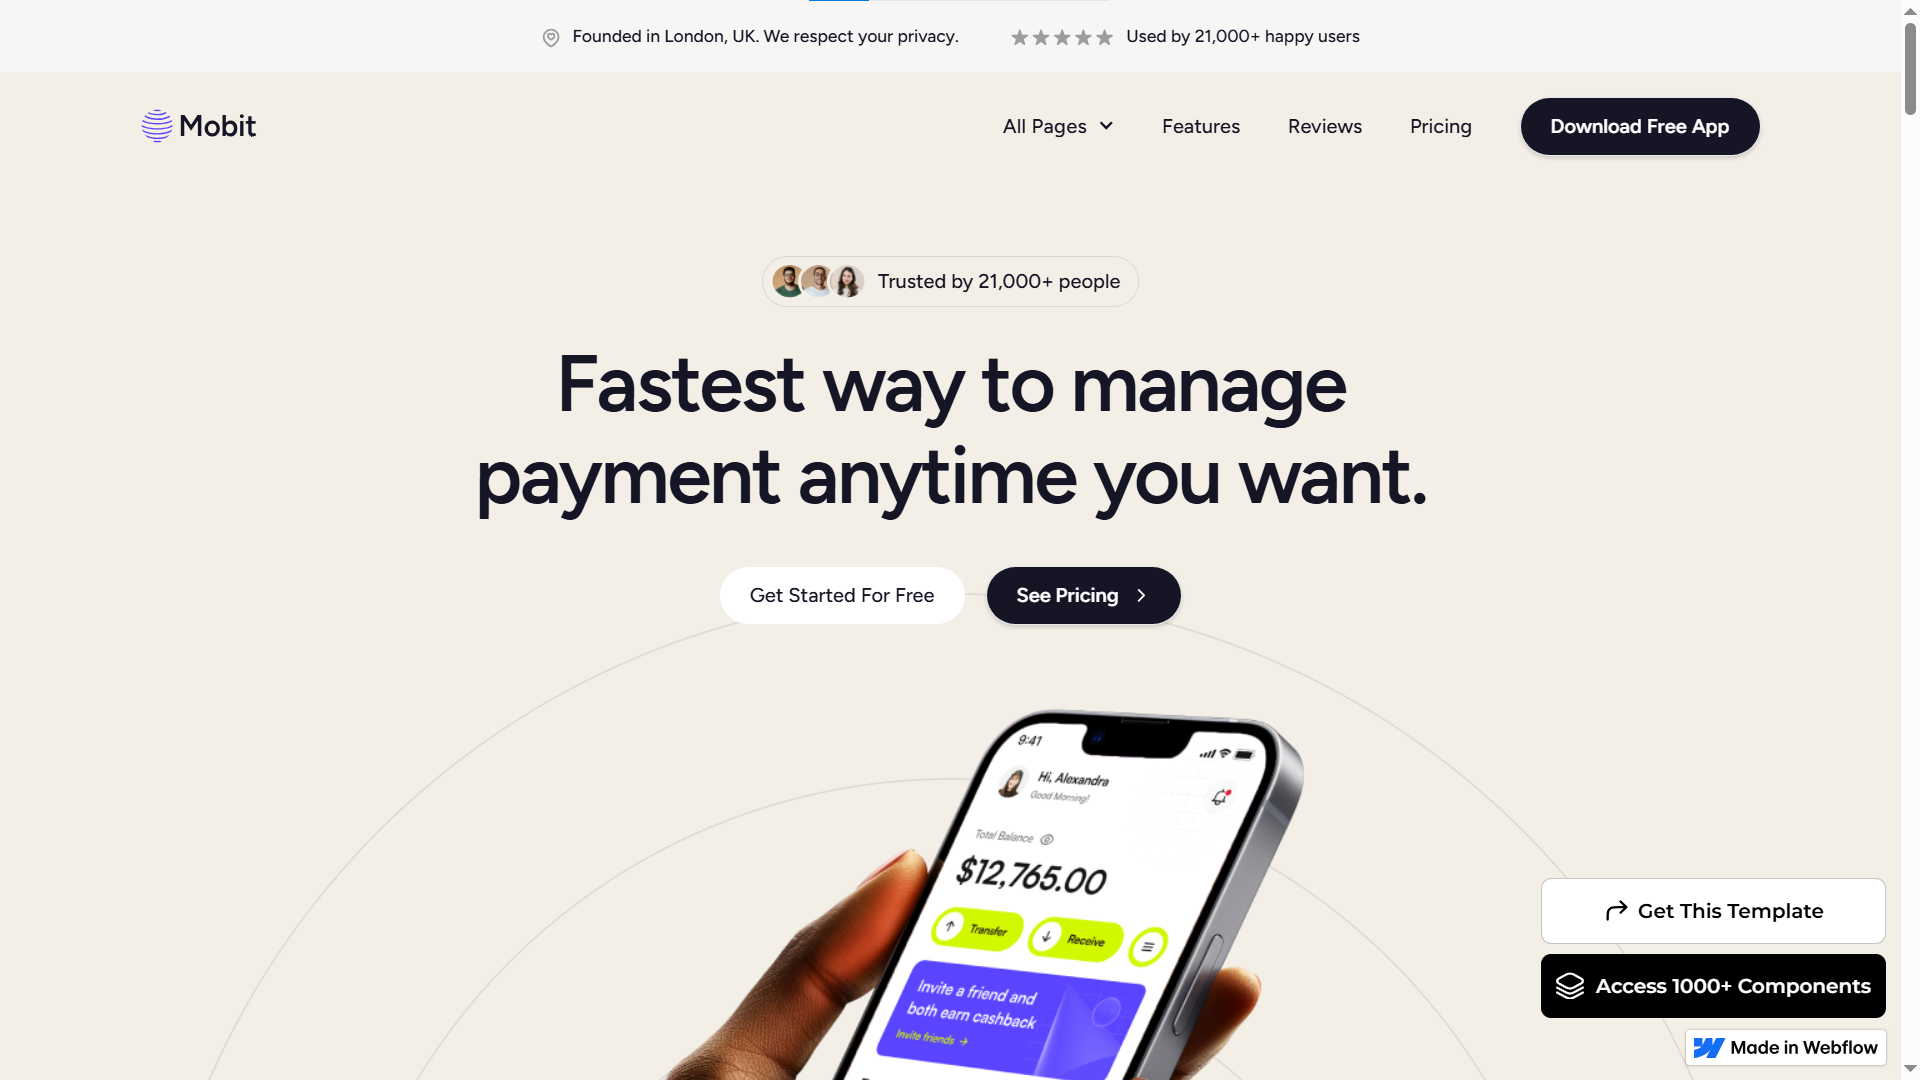 Founded in London, UK. We respect your privacy.
Used by 21,000+ happy users
Mobit
All Pages
Features
Reviews
Pricing
Download Free App
Trusted by 21,000+ people
Fastest way to manage
payment anytime you want.
Get Started For Free
See Pricing
9:41
Hi, Alexandra
Good Morning!
Total Balance
$12,765.00
Transfer
Receive
Invite a friend and
both earn cashback
Invite friends →
Get This Template
Access 1000+ Components
Made in Webflow